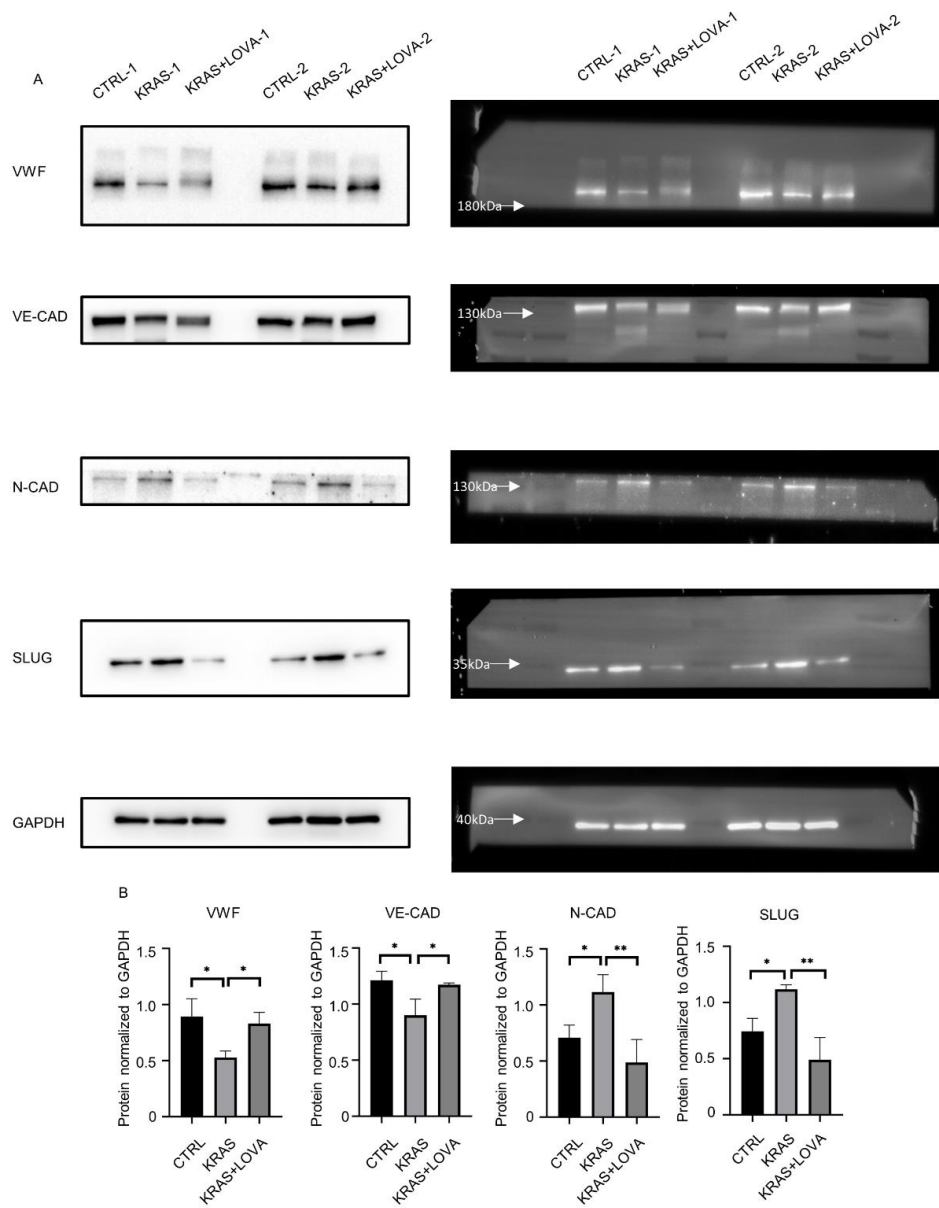 A
CTRL-1 KRAS-1 KRAS+LOVA-1 CTRL-2 KRAS-2 KRAS+LOVA-2 CTRL-1 KRAS-1 KRAS+LOVA-1 CTRL-2 KRAS-2 KRAS+LOVA-2
VWF
180kDa
VE-CAD
130kDa
N-CAD
130kDa
SLUG
35kDa
GAPDH
40kDa
B
VWF
Protein normalized to GAPDH
1.5
1.0
0.5
0
* *
CTRL KRAS KRAS+LOVA
VE-CAD
Protein normalized to GAPDH
1.5
1.0
0.5
0
* *
CTRL KRAS KRAS+LOVA
N-CAD
Protein normalized to GAPDH
1.5
1.0
0.5
0
* **
CTRL KRAS KRAS+LOVA
SLUG
Protein normalized to GAPDH
1.5
1.0
0.5
0
* **
CTRL KRAS KRAS+LOVA